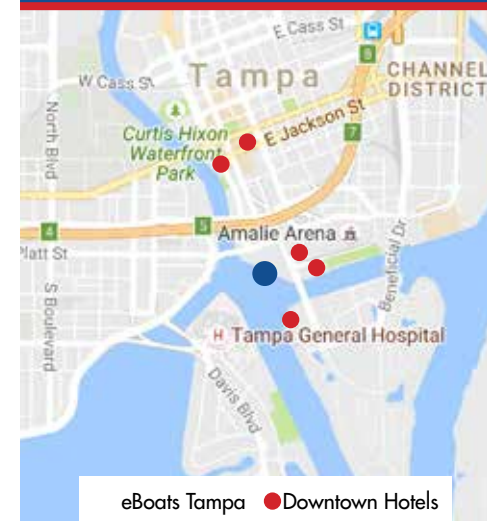 E Cass St
8
W Cass St
Tampa
CHANNEL
DISTRICT
North Blvd
Curtis Hixon
Waterfront
Park
E Jackson St
7
4
5
Amalie Arena
Platt St
Beneficial Dr
S Boulevard
H Tampa General Hospital
Davis Blvd
eBoats Tampa Downtown Hotels